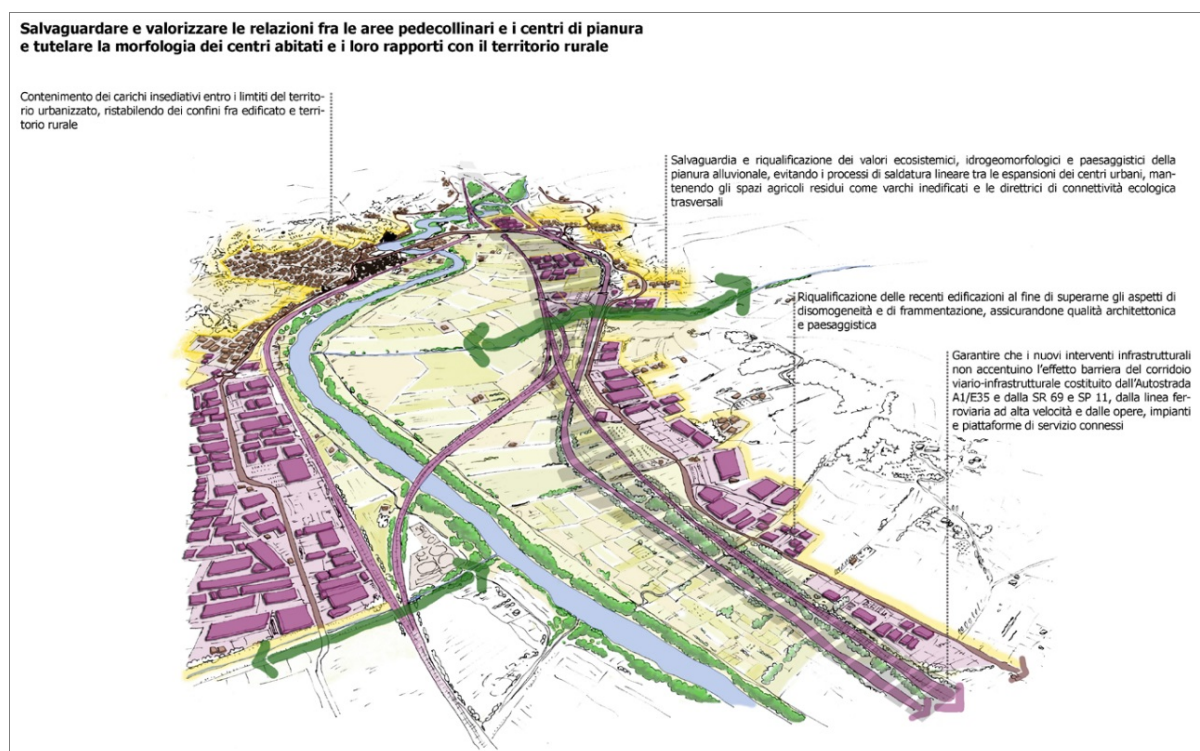 Salvaguardare e valorizzare le relazioni fra le aree pedecollinari e i centri di pianura
e tutelare la morfologia dei centri abitati e i loro rapporti con il territorio rurale
Contenimento dei carichi insediativi entro i limtiti del territo-
rio urbanizzato, ristabilendo dei confini fra edificato e terri-
torio rurale
Salvaguardia e riqualificazione dei valori ecosistemici, idrogeomorfologici e paesaggistici della
pianura alluvionale, evitando i processi di saldatura lineare tra le espansioni dei centri urbani, man-
tenendo gli spazi agricoli residui come varchi inedificati e le direttrici di connettività ecologica
trasversali
Riqualificazione delle recenti edificazioni al fine di superarne gli aspetti di
disomogeneità e di frammentazione, assicurandone qualità architettonica
e paesaggistica
Garantire che i nuovi interventi infrastrutturali
non accentuino l'effetto barriera del corridoio
viario-infrastrutturale costituito dall'Autostrada
A1/E35 e dalla SR 69 e SP 11, dalla linea fer-
roviaria ad alta velocità e dalle opere, impianti
e piattaforme di servizio connessi